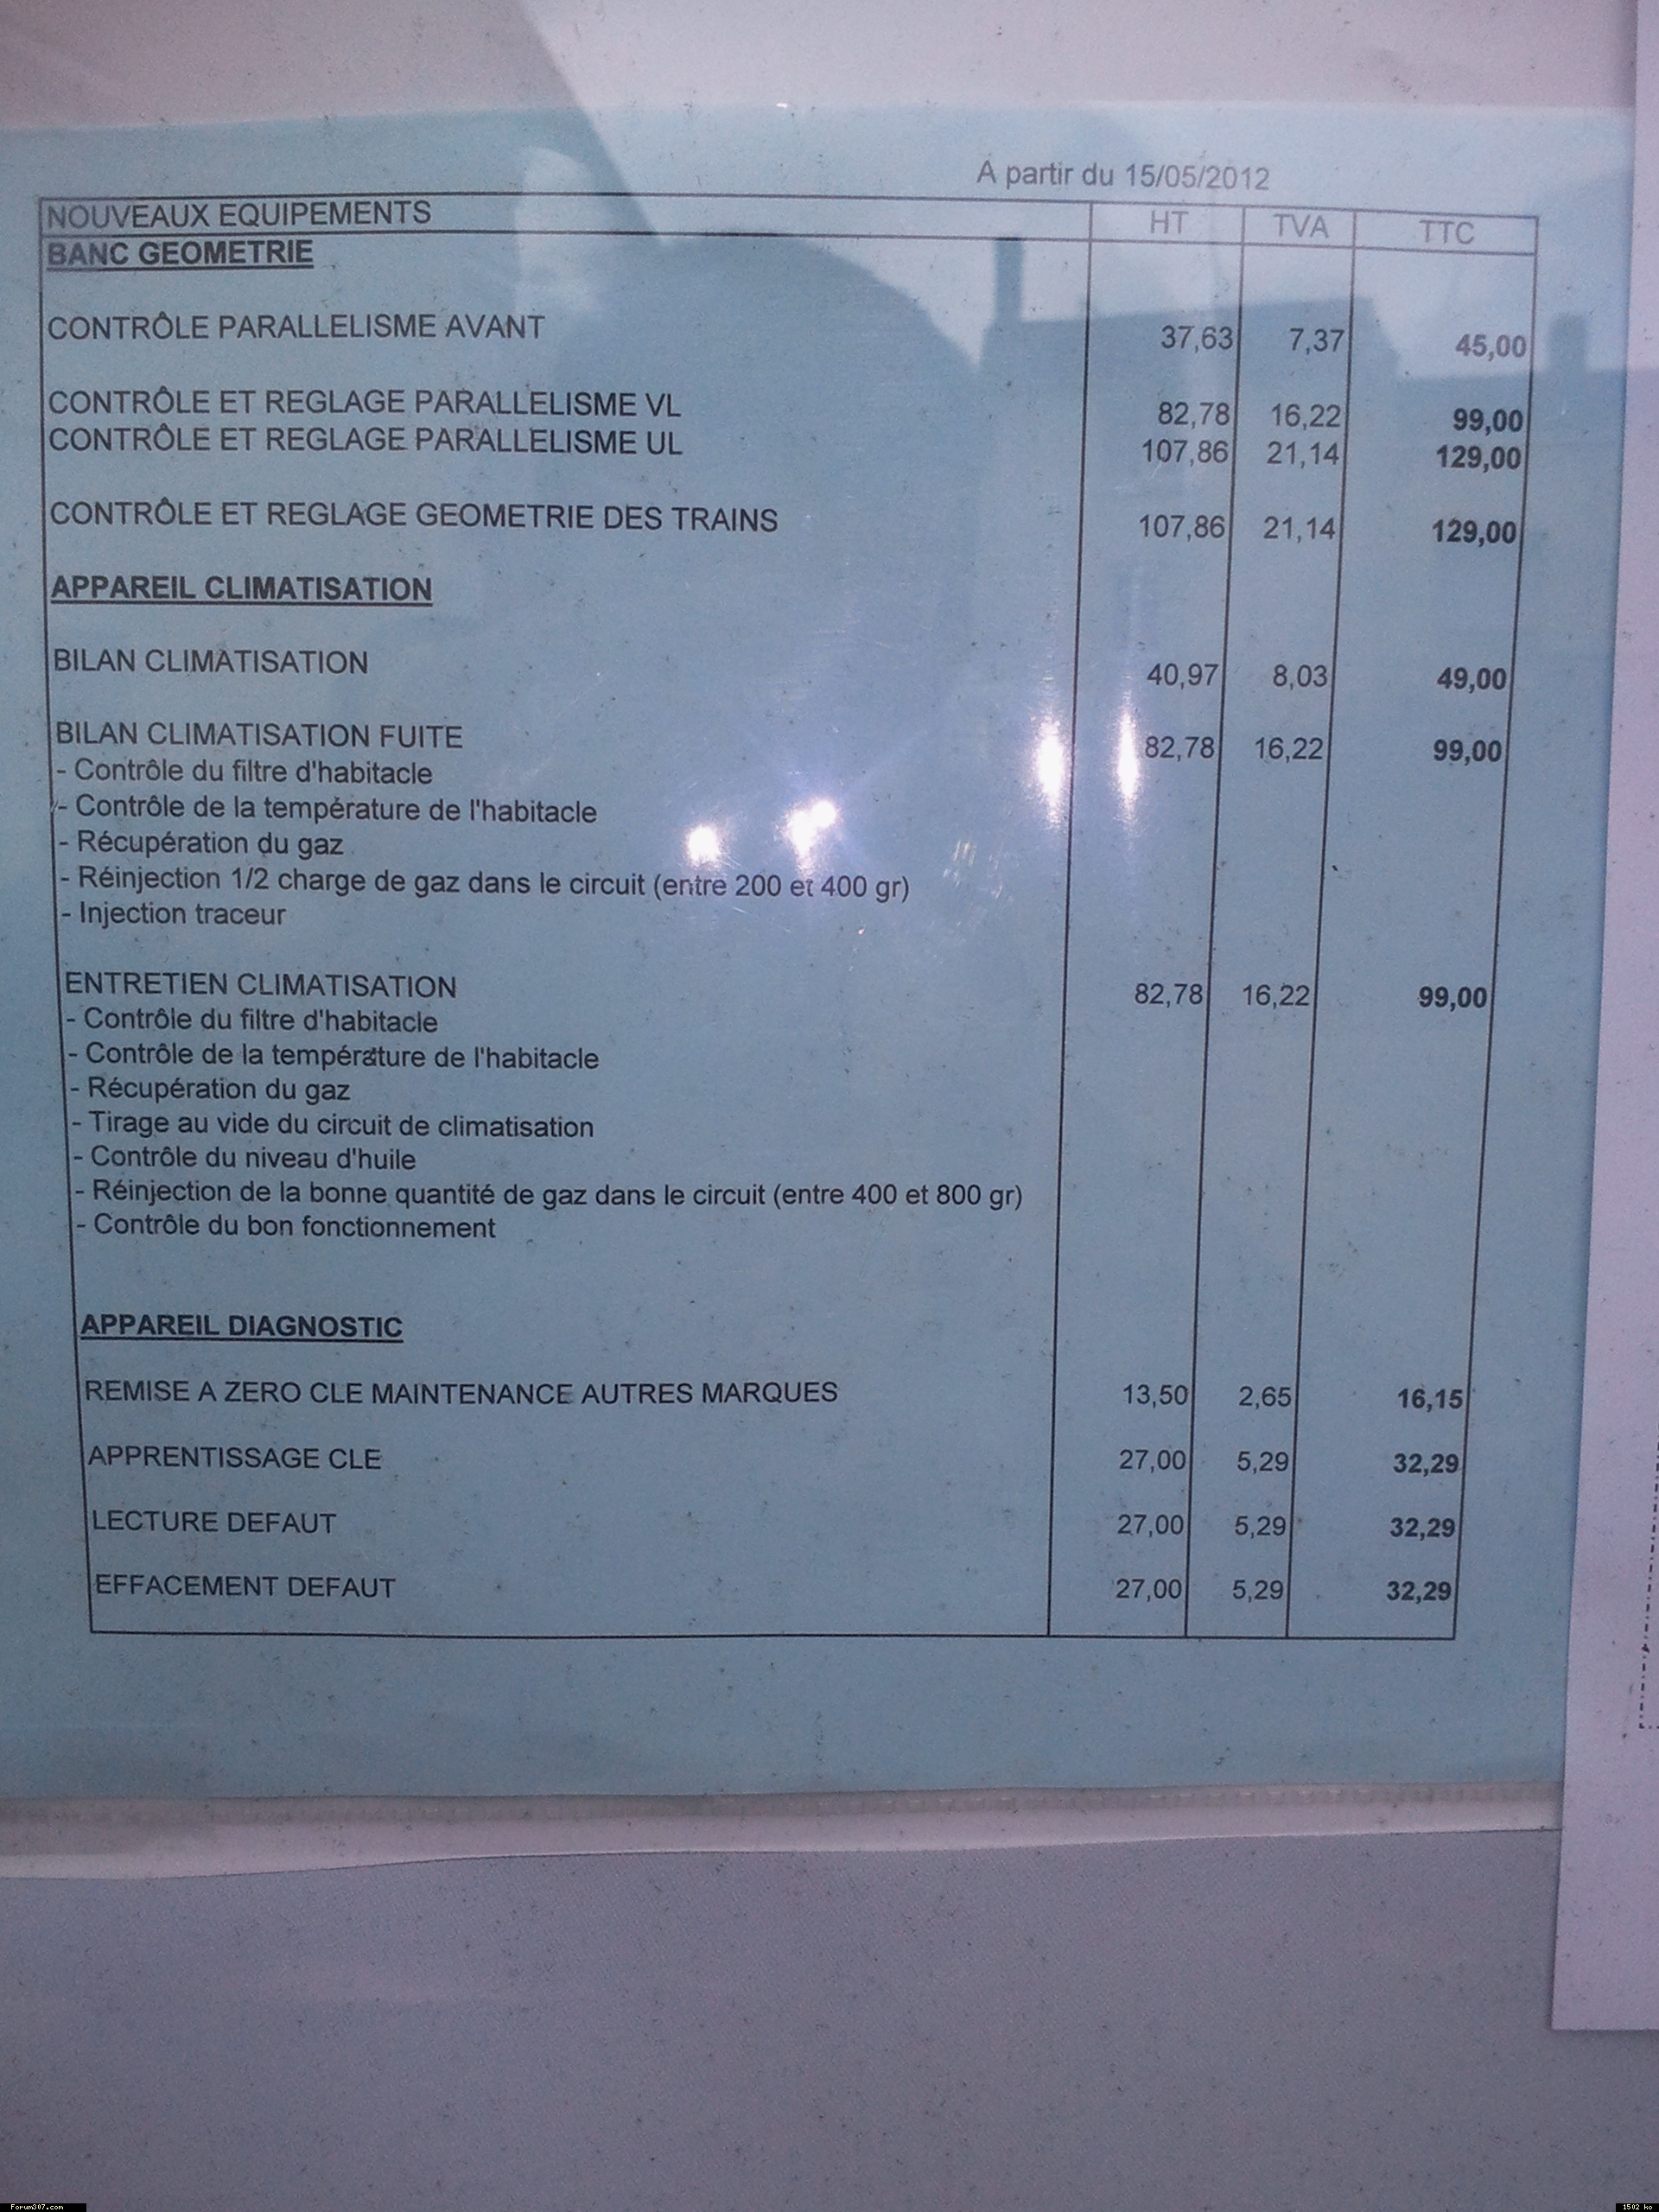 A partir du 15/05/2012
NOUVEAUX EQUIPEMENTS HT TVA TTC
BANC GEOMETRIE
CONTRÔLE PARALLELISME AVANT 37,63 7,37 45,00
CONTRÔLE ET REGLAGE PARALLELISME VL 82,78 16,22 99,00
CONTRÔLE ET REGLAGE PARALLELISME UL 107,86 21,14 129,00
CONTRÔLE ET REGLAGE GEOMETRIE DES TRAINS 107,86 21,14 129,00
APPAREIL CLIMATISATION
BILAN CLIMATISATION 40,97 8,03 49,00
BILAN CLIMATISATION FUITE 82,78 16,22 99,00
- Contrôle du filtre d'habitacle
- Contrôle de la température de l'habitacle
- Récupération du gaz
- Réinjection 1/2 charge de gaz dans le circuit (entre 200 et 400 gr)
- Injection traceur
ENTRETIEN CLIMATISATION 82,78 16,22 99,00
- Contrôle du filtre d'habitacle
- Contrôle de la température de l'habitacle
- Récupération du gaz
- Tirage au vide du circuit de climatisation
- Contrôle du niveau d'huile
- Réinjection de la bonne quantité de gaz dans le circuit (entre 400 et 800 gr)
- Contrôle du bon fonctionnement
APPAREIL DIAGNOSTIC
REMISE A ZERO CLE MAINTENANCE AUTRES MARQUES 13,50 2,65 16,15
APPRENTISSAGE CLE 27,00 5,29 32,29
LECTURE DEFAUT 27,00 5,29 32,29
EFFACEMENT DEFAUT 27,00 5,29 32,29
Forum307.com 1502 ko